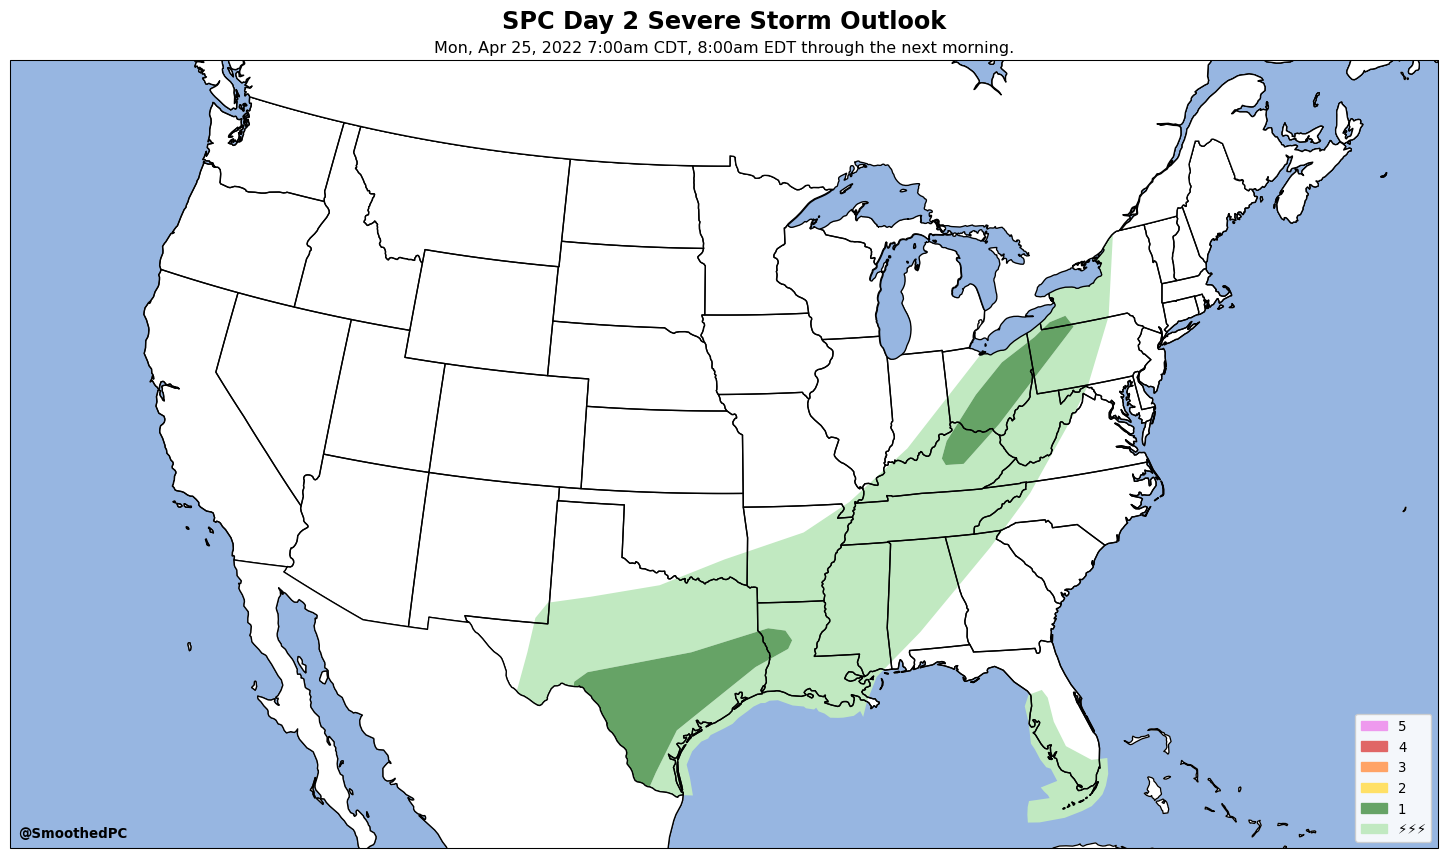 SPC Day 2 Severe Storm Outlook
Mon, Apr 25, 2022 7:00am CDT, 8:00am EDT through the next morning.
5
4
3
2
1
⚡⚡⚡
@SmoothedPC